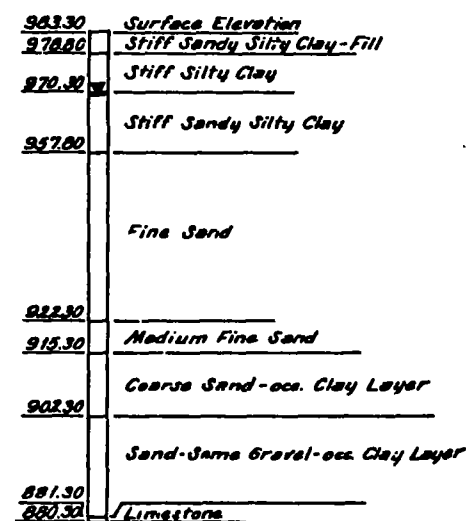 983.30 Surface Elevation
978.80 Stiff Sandy Silty Clay-Fill
Stiff Silty Clay
970.30
Stiff Sandy Silty Clay
957.80
Fine Sand
922.30
Medium Fine Sand
915.30
Coarse Sand-occ. Clay Layer
902.30
Sand-Some Gravel-occ. Clay Layer
881.30
880.30 Limestone